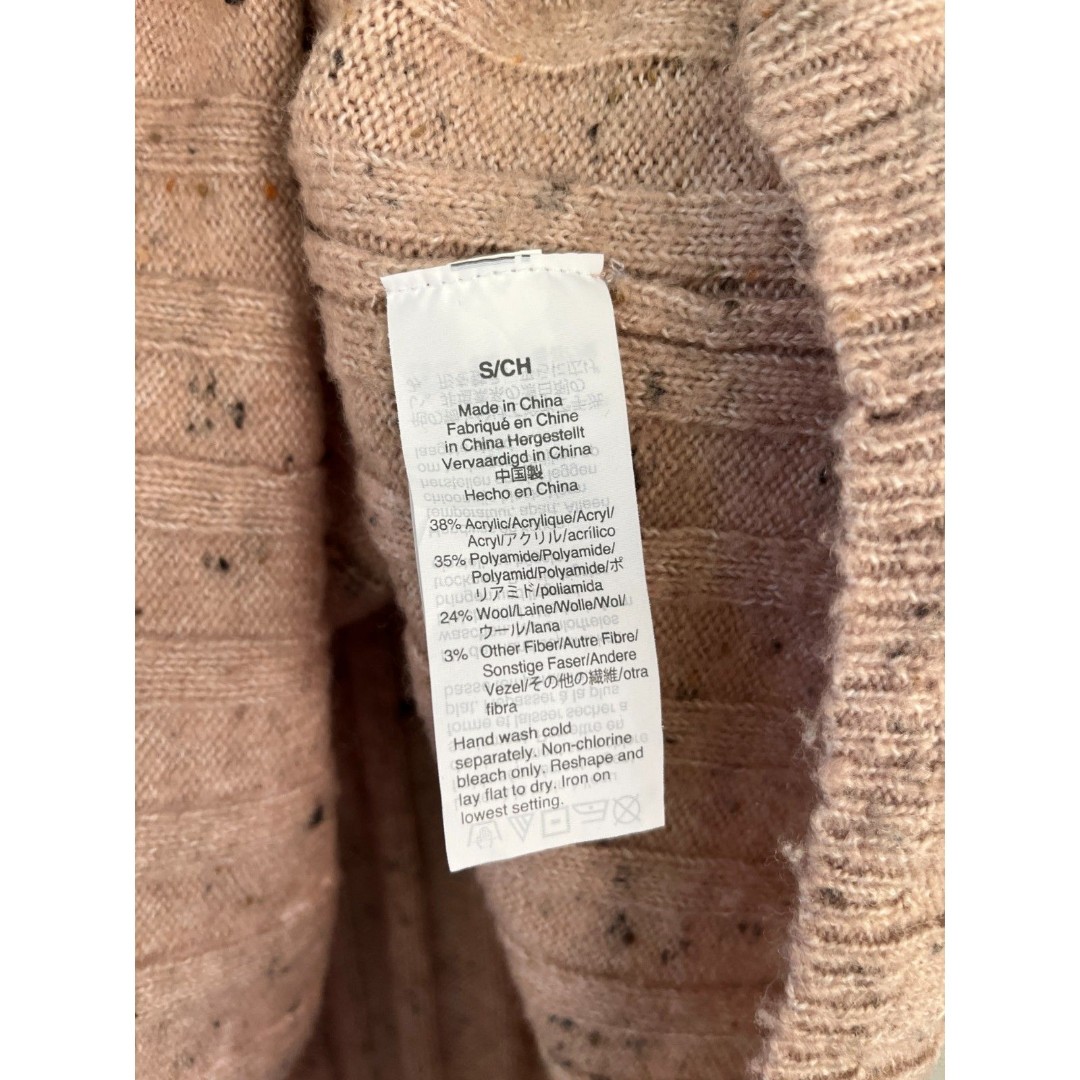 S/CH
Made in China
Fabriqué en Chine
in China Hergestellt
Vervaardigd in China
中国製
Hecho en China
38% Acrylic/Acrylique/Acryl/
Acryl/アクリル/acrílico
35% Polyamide/Polyamide/
Polyamid/Polyamide/ポ
リアミド/poliamida
24% Wool/Laine/Wolle/Wol/
ウール/lana
3% Other Fiber/Autre Fibre/
Sonstige Faser/Andere
Vezel/その他の繊維/otra
fibra
Hand wash cold
separately. Non-chlorine
bleach only. Reshape and
lay flat to dry. Iron on
lowest setting.